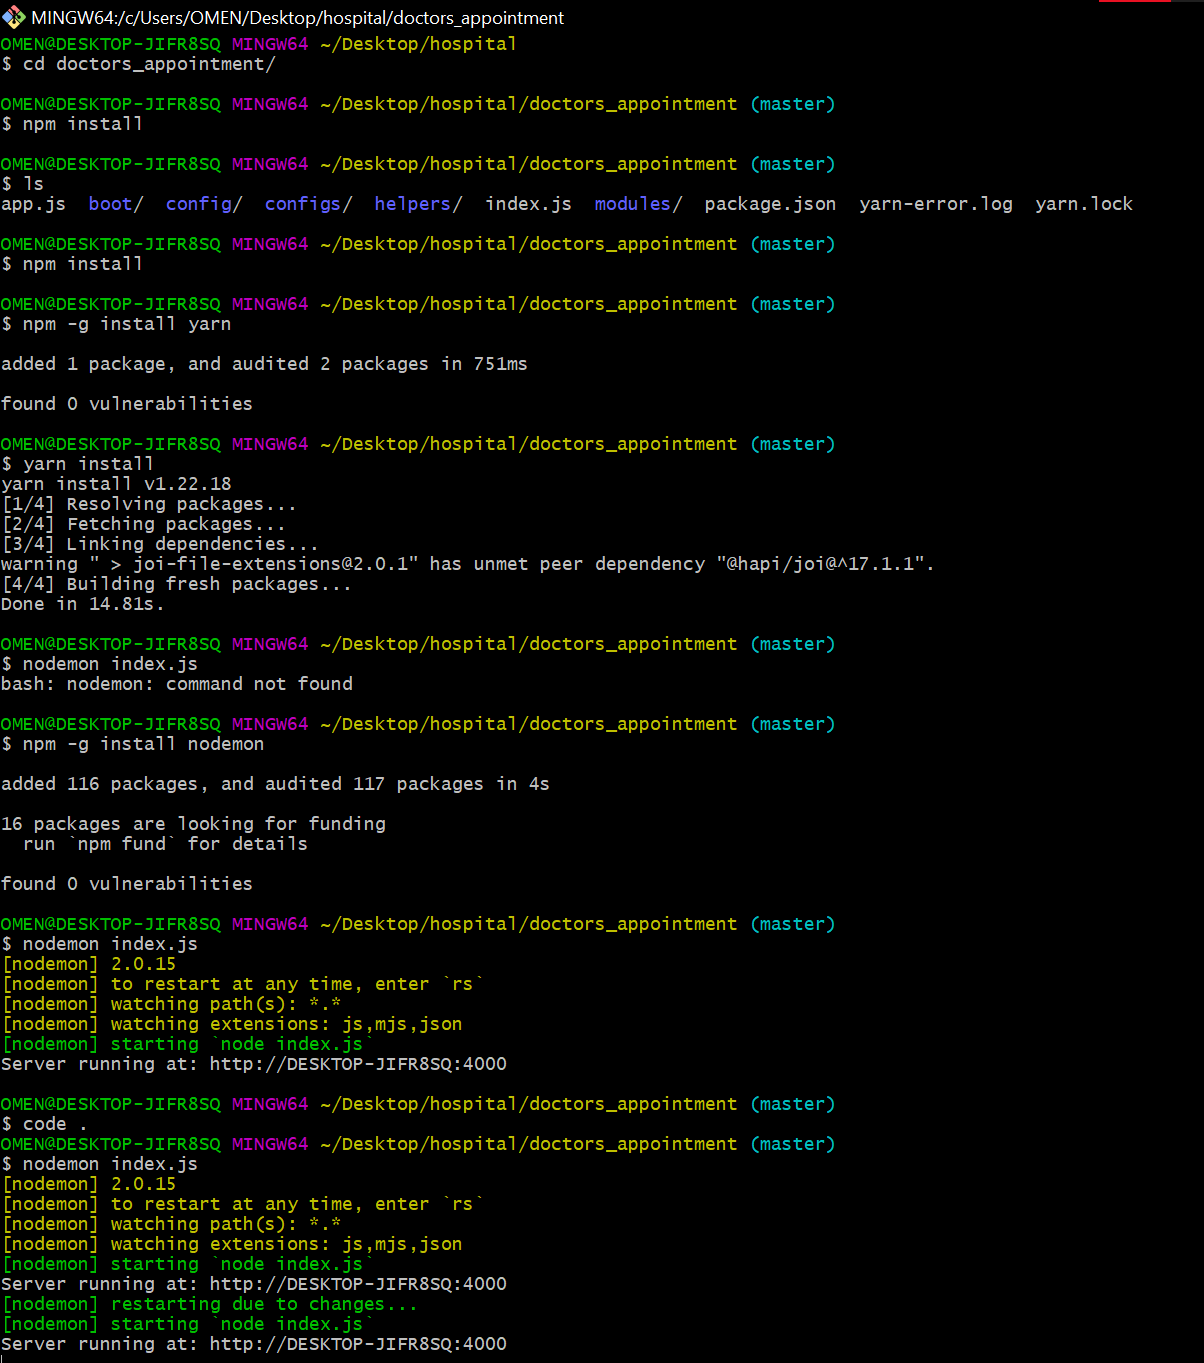 MINGW64:/c/Users/OMEN/Desktop/hospital/doctors_appointment
OMEN@DESKTOP-JIFR8SQ MINGW64 ~/Desktop/hospital
$ cd doctors_appointment/
OMEN@DESKTOP-JIFR8SQ MINGW64 ~/Desktop/hospital/doctors_appointment (master)
$ npm install
OMEN@DESKTOP-JIFR8SQ MINGW64 ~/Desktop/hospital/doctors_appointment (master)
$ ls
app.js  boot/  config/  configs/  helpers/  index.js  modules/  package.json  yarn-error.log  yarn.lock
OMEN@DESKTOP-JIFR8SQ MINGW64 ~/Desktop/hospital/doctors_appointment (master)
$ npm install
OMEN@DESKTOP-JIFR8SQ MINGW64 ~/Desktop/hospital/doctors_appointment (master)
$ npm -g install yarn
added 1 package, and audited 2 packages in 751ms
found 0 vulnerabilities
OMEN@DESKTOP-JIFR8SQ MINGW64 ~/Desktop/hospital/doctors_appointment (master)
$ yarn install
yarn install v1.22.18
[1/4] Resolving packages...
[2/4] Fetching packages...
[3/4] Linking dependencies...
warning " > joi-file-extensions@2.0.1" has unmet peer dependency "@hapi/joi@^17.1.1".
[4/4] Building fresh packages...
Done in 14.81s.
OMEN@DESKTOP-JIFR8SQ MINGW64 ~/Desktop/hospital/doctors_appointment (master)
$ nodemon index.js
bash: nodemon: command not found
OMEN@DESKTOP-JIFR8SQ MINGW64 ~/Desktop/hospital/doctors_appointment (master)
$ npm -g install nodemon
added 116 packages, and audited 117 packages in 4s
16 packages are looking for funding
  run `npm fund` for details
found 0 vulnerabilities
OMEN@DESKTOP-JIFR8SQ MINGW64 ~/Desktop/hospital/doctors_appointment (master)
$ nodemon index.js
[nodemon] 2.0.15
[nodemon] to restart at any time, enter `rs`
[nodemon] watching path(s): *.*
[nodemon] watching extensions: js,mjs,json
[nodemon] starting `node index.js`
Server running at: http://DESKTOP-JIFR8SQ:4000
OMEN@DESKTOP-JIFR8SQ MINGW64 ~/Desktop/hospital/doctors_appointment (master)
$ code .
OMEN@DESKTOP-JIFR8SQ MINGW64 ~/Desktop/hospital/doctors_appointment (master)
$ nodemon index.js
[nodemon] 2.0.15
[nodemon] to restart at any time, enter `rs`
[nodemon] watching path(s): *.*
[nodemon] watching extensions: js,mjs,json
[nodemon] starting `node index.js`
Server running at: http://DESKTOP-JIFR8SQ:4000
[nodemon] restarting due to changes...
[nodemon] starting `node index.js`
Server running at: http://DESKTOP-JIFR8SQ:4000